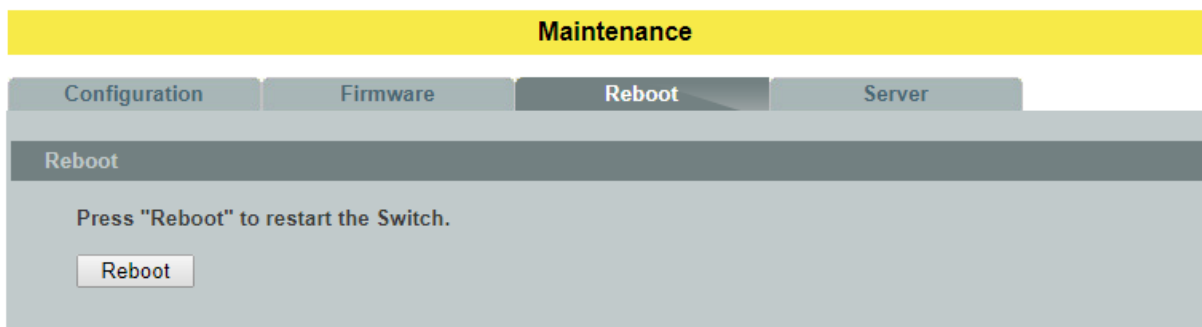 Maintenance
Configuration Firmware Reboot Server
Reboot
Press "Reboot" to restart the Switch.
Reboot